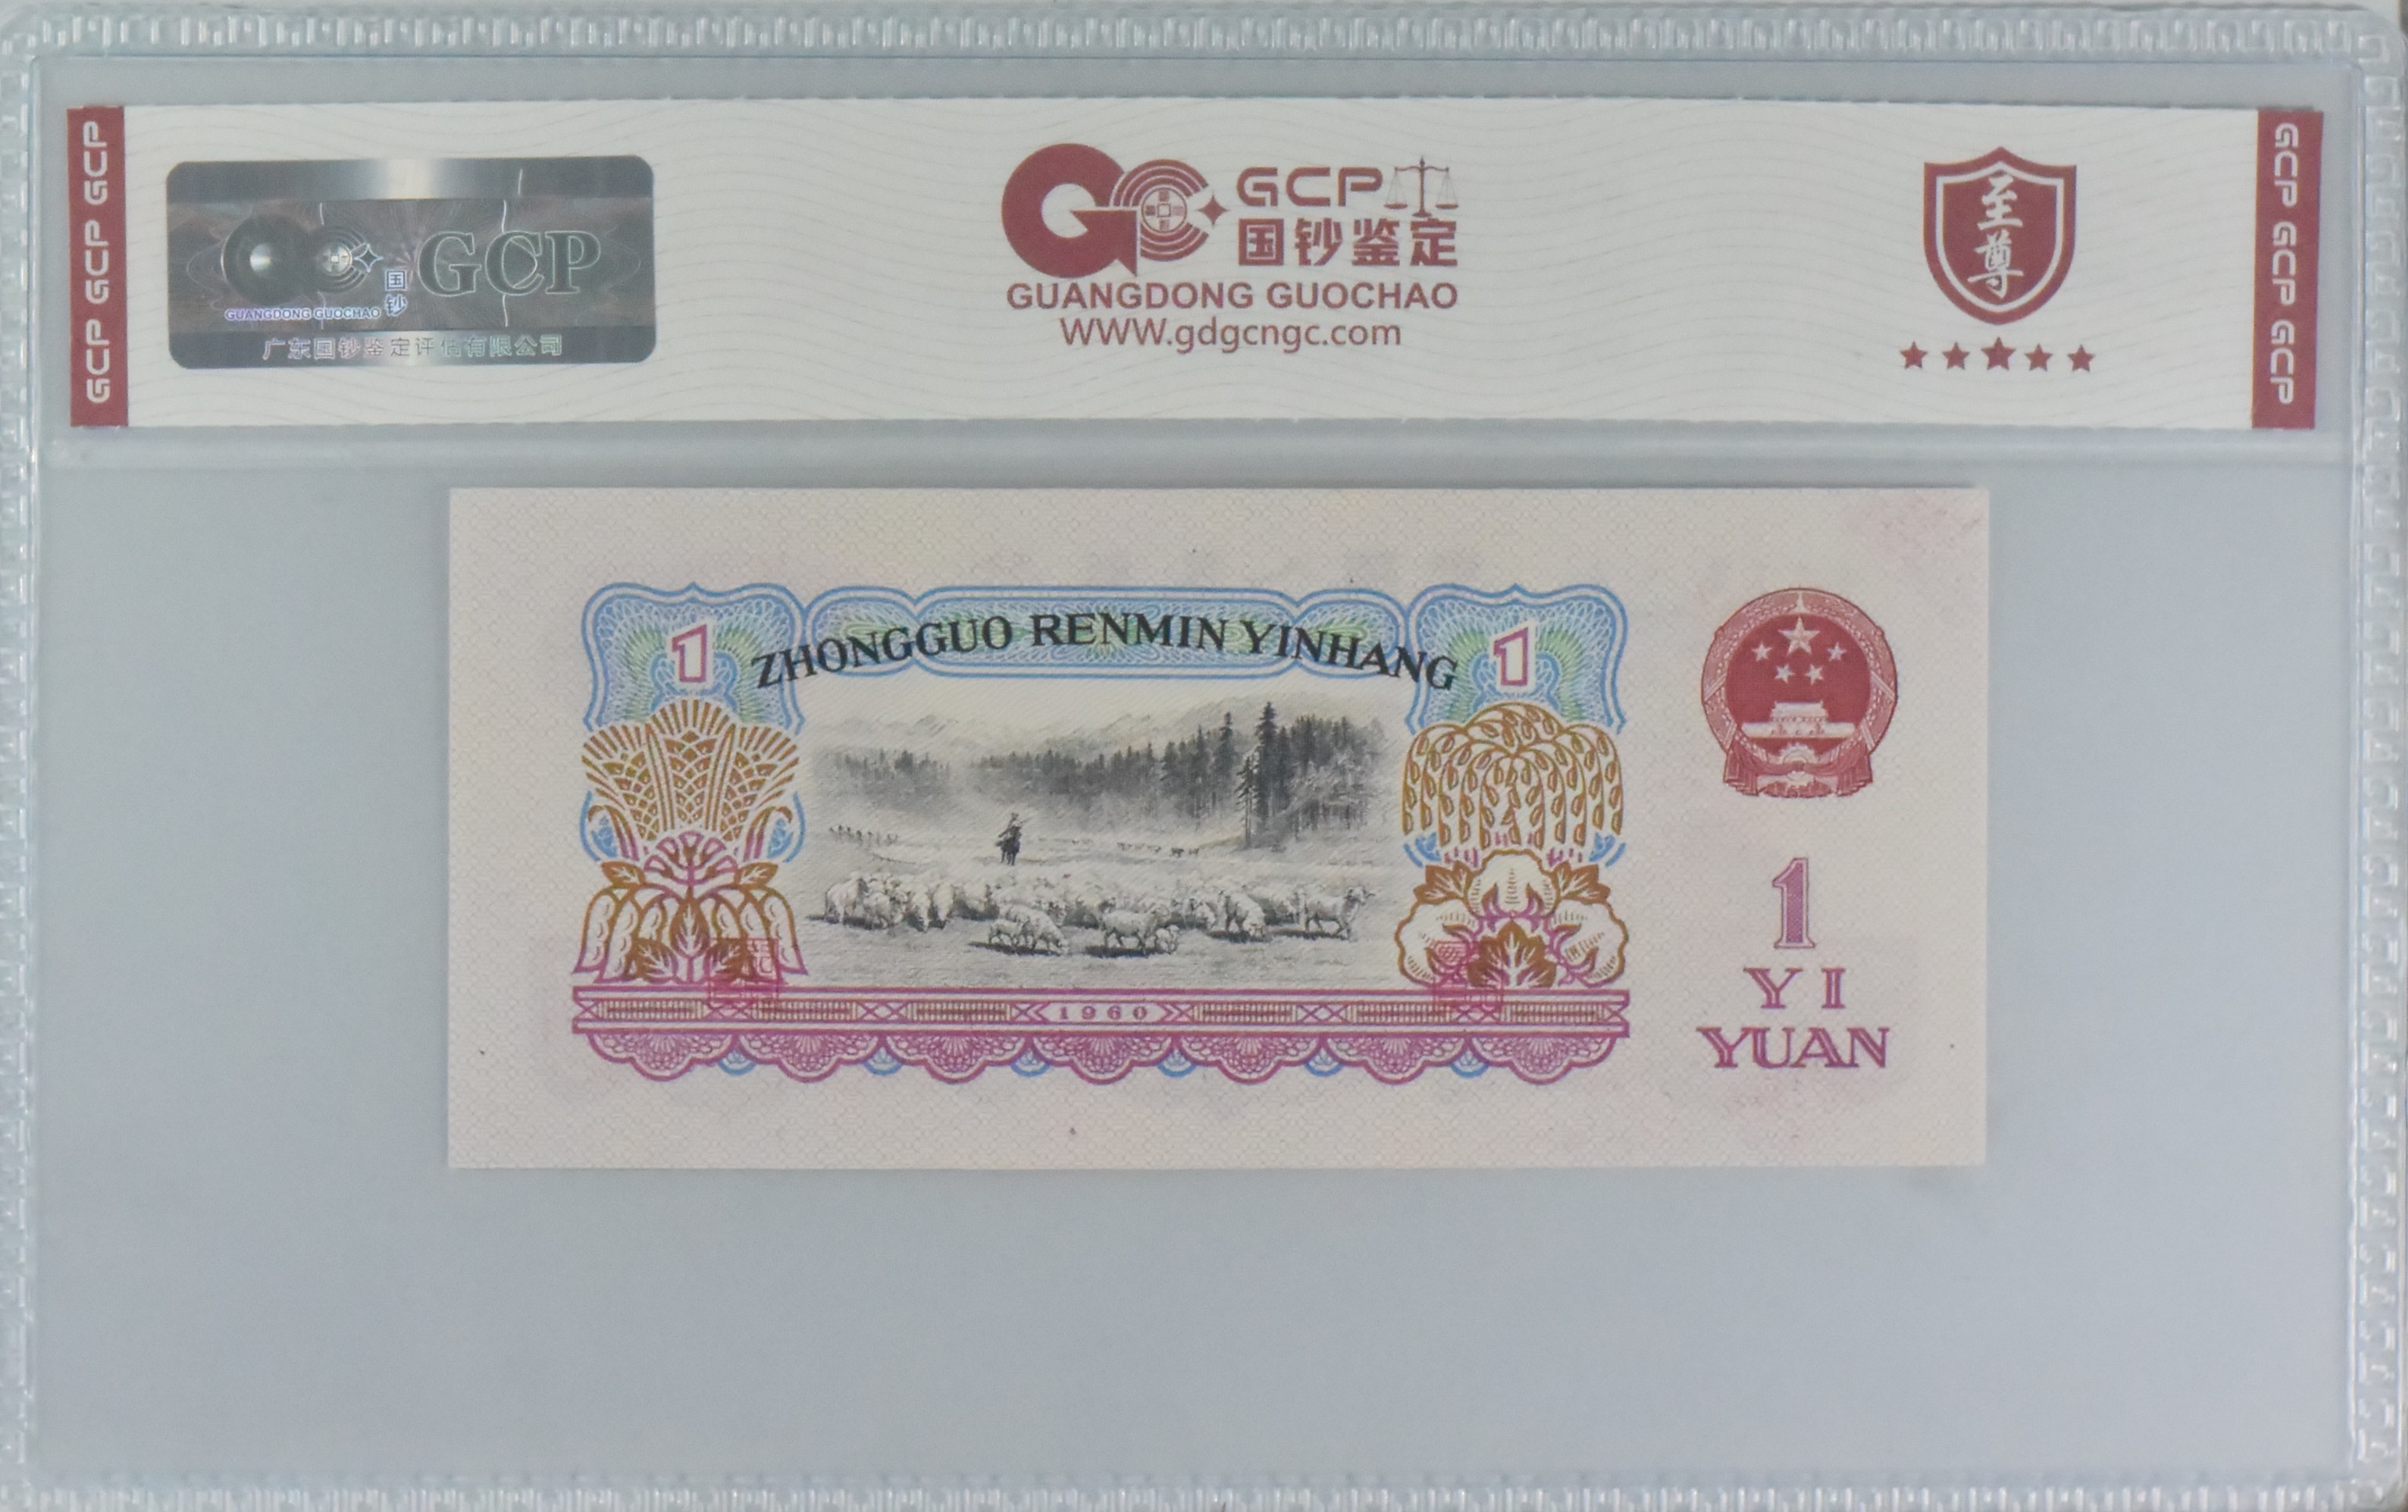 GCP GCP GCP
GUANGDONG GUOCHAO
国钞
GCP
广东国钞鉴定评估有限公司
GCP
国钞鉴定
GUANGDONG GUOCHAO
WWW.gdgcngc.com
至尊
GCP GCP GCP
1
ZHONGGUO RENMIN YINHANG
1
1960
1
YI
YUAN